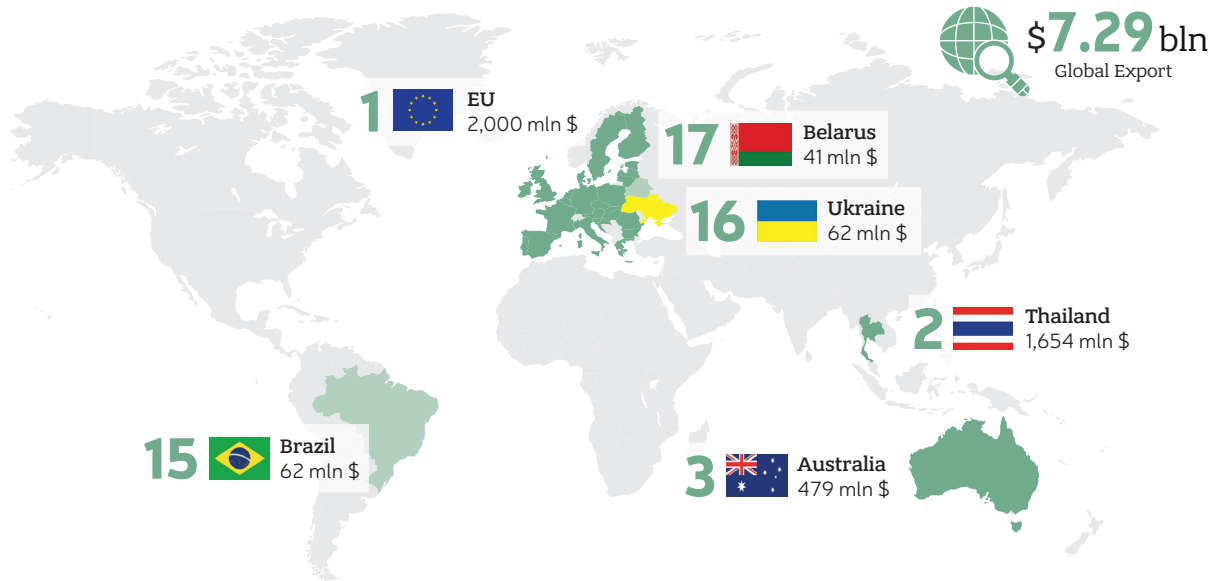 $7.29 bln
Global Export
1
EU
2,000 mln $
17
Belarus
41 mln $
16
Ukraine
62 mln $
2
Thailand
1,654 mln $
15
Brazil
62 mln $
3
Australia
479 mln $